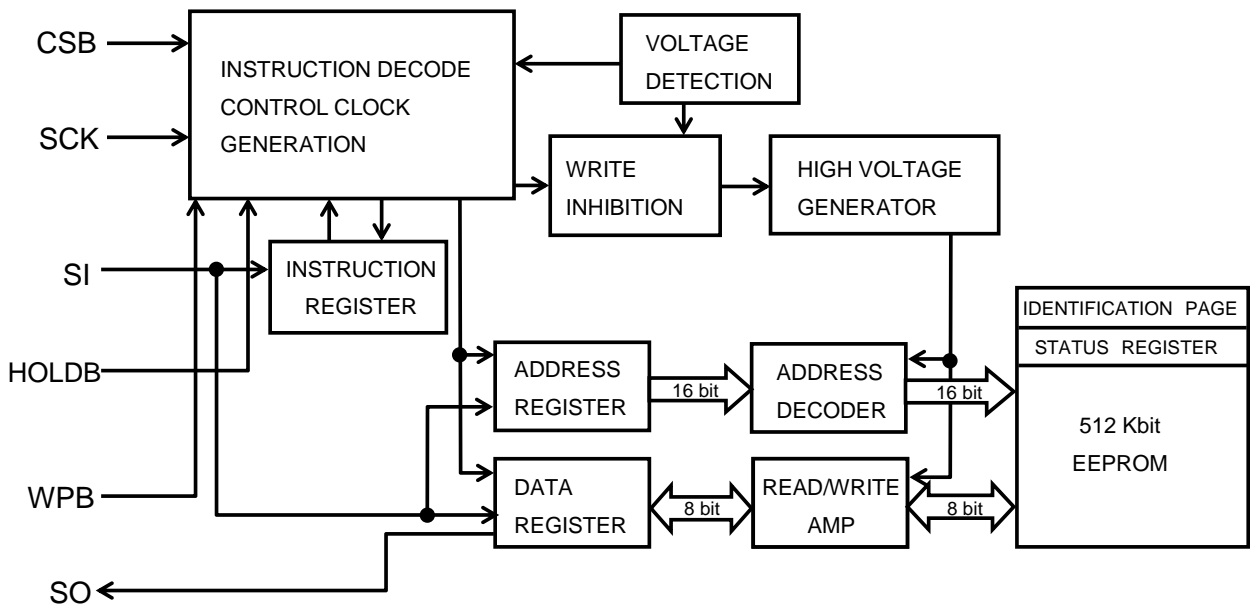 CSB
SCK
SI
HOLDB
WPB
SO
INSTRUCTION DECODE
CONTROL CLOCK
GENERATION
VOLTAGE
DETECTION
WRITE
INHIBITION
HIGH VOLTAGE
GENERATOR
INSTRUCTION
REGISTER
ADDRESS
REGISTER
16 bit
ADDRESS
DECODER
16 bit
DATA
REGISTER
8 bit
READ/WRITE
AMP
8 bit
IDENTIFICATION PAGE
STATUS REGISTER
512 Kbit
EEPROM